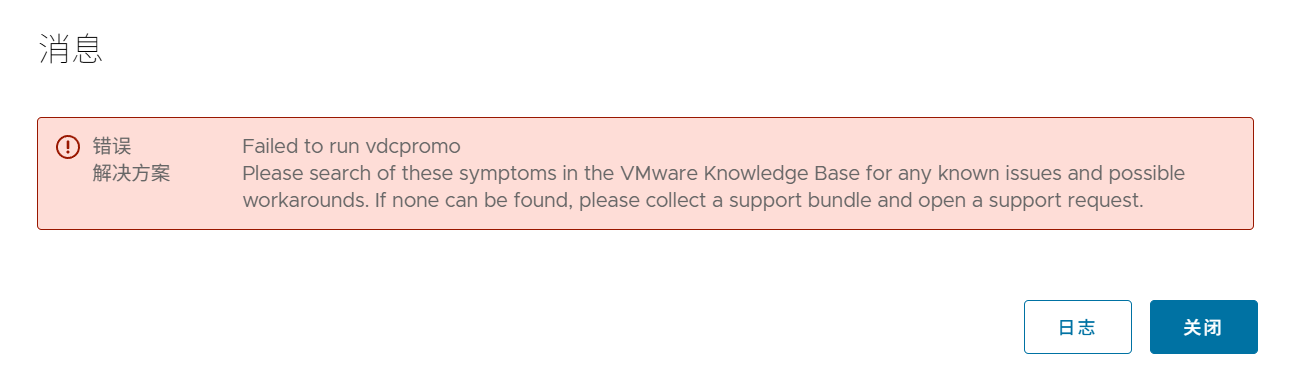 消息
错误 Failed to run vdcpromo
解决方案 Please search of these symptoms in the VMware Knowledge Base for any known issues and possible
workarounds. If none can be found, please collect a support bundle and open a support request.
日志 关闭